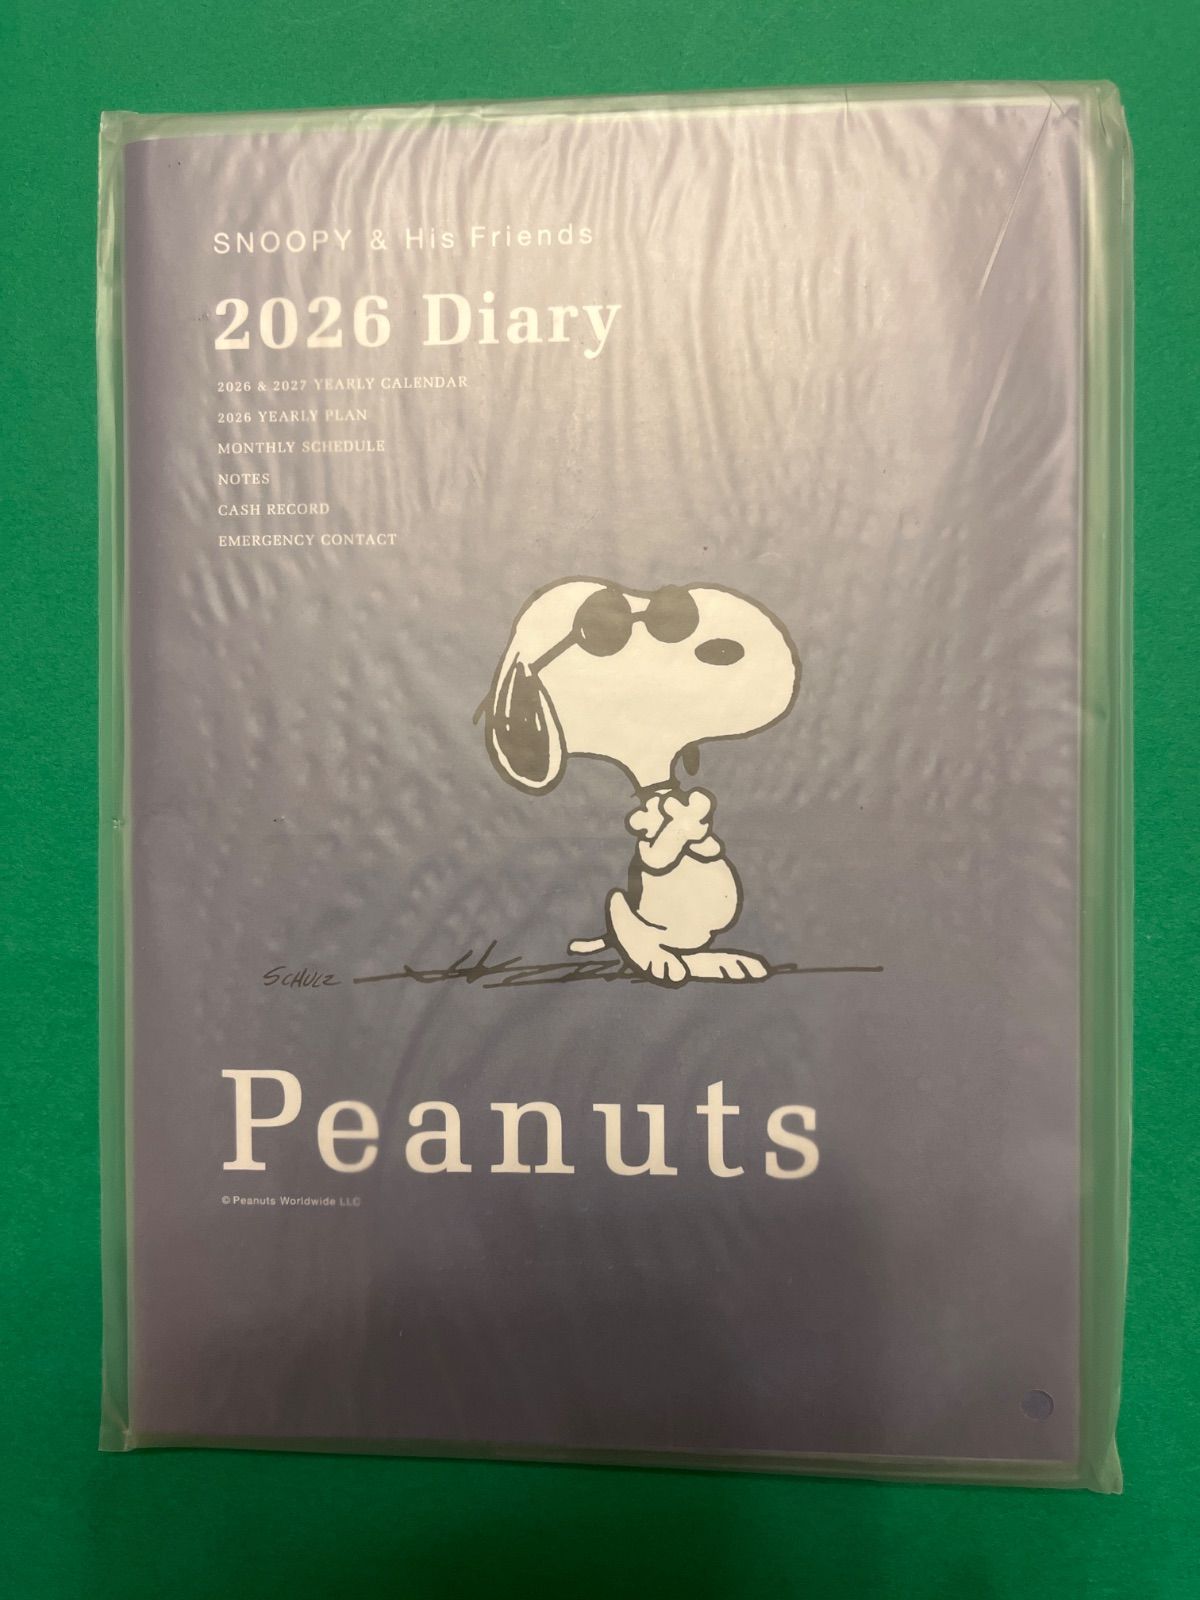 SNOOPY & His Friends
2026 Diary
2026 & 2027 YEARLY CALENDAR
2026 YEARLY PLAN
MONTHLY SCHEDULE
NOTES
CASH RECORD
EMERGENCY CONTACT
SCHULZ
Peanuts
© Peanuts Worldwide LLC